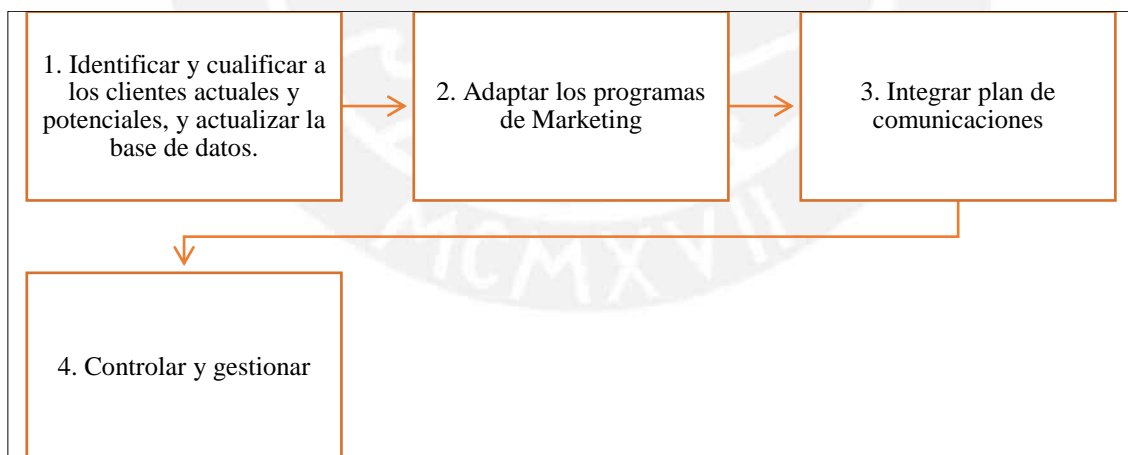 1. Identificar y cualificar a
los clientes actuales y
potenciales, y actualizar la
base de datos.
2. Adaptar los programas
de Marketing
3. Integrar plan de
comunicaciones
MCMXVII
4. Controlar y gestionar